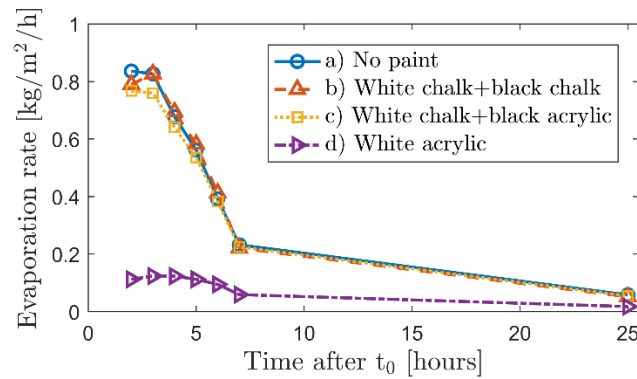 Evaporation rate [kg/m²/h]
1
0.8
0.6
0.4
0.2
0
a) No paint
b) White chalk+black chalk
c) White chalk+black acrylic
d) White acrylic
0 5 10 15 20 25
Time after t₀ [hours]